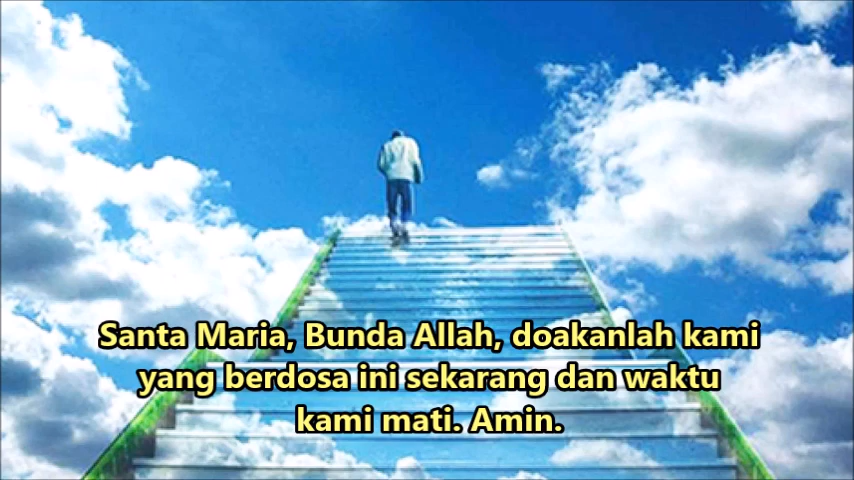 Santa Maria, Bunda Allah, doakanlah kami
yang berdosa ini sekarang dan waktu
kami mati. Amin.